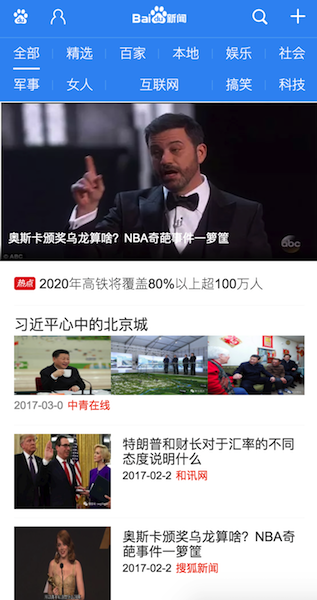 Bai 新闻
全部 精选 百家 本地 娱乐 社会
军事 女人 互联网 搞笑 科技
奥斯卡颁奖乌龙算啥？NBA奇葩事件一箩筐
©ABC
abc
热点 2020年高铁将覆盖80%以上超100万人
习近平心中的北京城
2017-03-0 中青在线
特朗普和财长对于汇率的不同
态度说明什么
2017-02-2 和讯网
奥斯卡颁奖乌龙算啥？NBA奇
葩事件一箩筐
2017-02-2 搜狐新闻